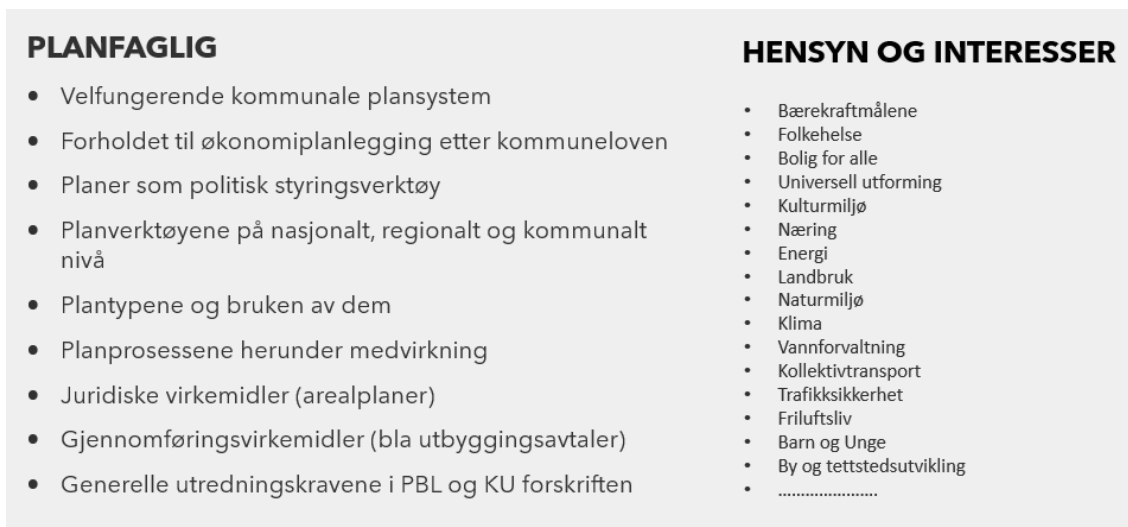 PLANFAGLIG
• Velfungerende kommunale plansystem
• Forholdet til økonomiplanlegging etter kommuneloven
• Planer som politisk styringsverktøy
• Planverktøyene på nasjonalt, regionalt og kommunalt
nivå
• Plantypene og bruken av dem
• Planprosessene herunder medvirkning
• Juridiske virkemidler (arealplaner)
• Gjennomføringsvirkemidler (bla utbyggingsavtaler)
• Generelle utredningskravene i PBL og KU forskriften
HENSYN OG INTERESSER
• Bærekraftmålene
• Folkehelse
• Bolig for alle
• Universell utforming
• Kulturmiljø
• Næring
• Energi
• Landbruk
• Naturmiljø
• Klima
• Vannforvaltning
• Kollektivtransport
• Trafikksikkerhet
• Friluftsliv
• Barn og Unge
• By og tettstedsutvikling
• ......................